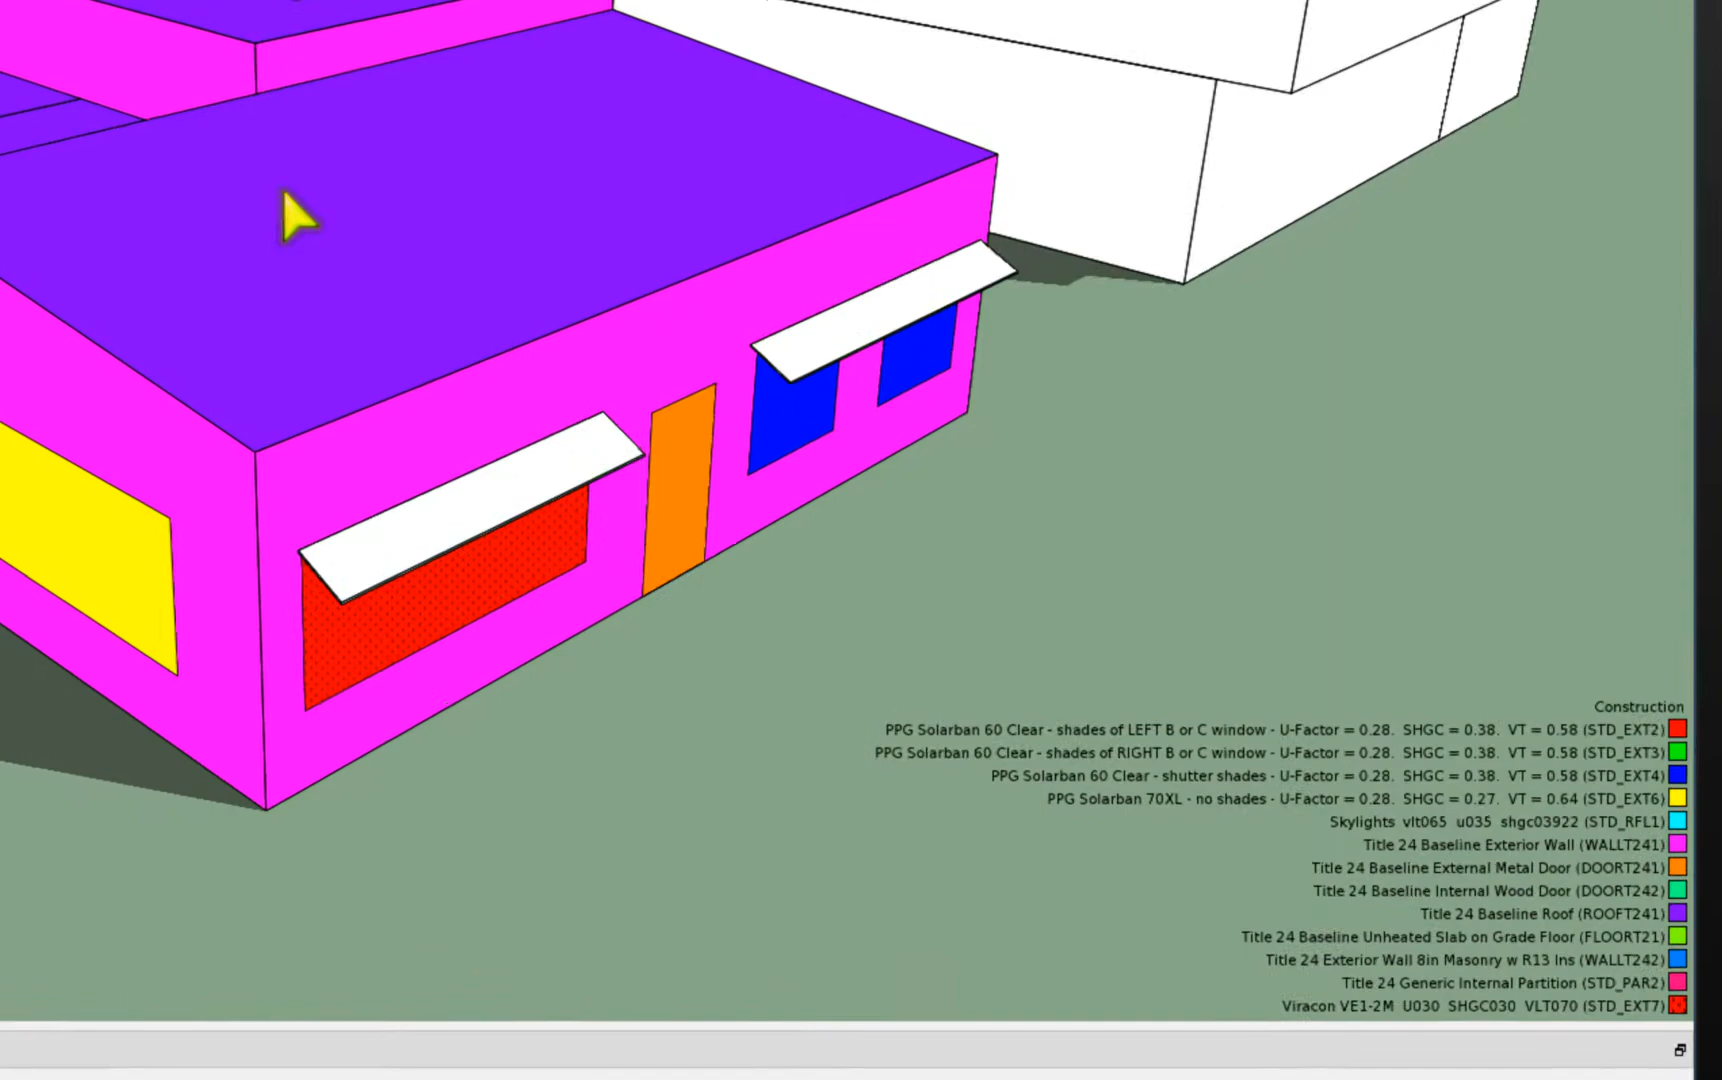 Construction
PPG Solarban 60 Clear - shades of LEFT B or C window - U-Factor = 0.28.  SHGC = 0.38.  VT = 0.58 (STD_EXT2)
PPG Solarban 60 Clear - shades of RIGHT B or C window - U-Factor = 0.28.  SHGC = 0.38.  VT = 0.58 (STD_EXT3)
PPG Solarban 60 Clear - shutter shades - U-Factor = 0.28.  SHGC = 0.38.  VT = 0.58 (STD_EXT4)
PPG Solarban 70XL - no shades - U-Factor = 0.28.  SHGC = 0.27.  VT = 0.64 (STD_EXT6)
Skylights  vlt065  u035  shgc03922 (STD_RFL1)
Title 24 Baseline Exterior Wall (WALLT241)
Title 24 Baseline External Metal Door (DOORT241)
Title 24 Baseline Internal Wood Door (DOORT242)
Title 24 Baseline Roof (ROOFT241)
Title 24 Baseline Unheated Slab on Grade Floor (FLOORT21)
Title 24 Exterior Wall 8in Masonry w R13 Ins (WALLT242)
Title 24 Generic Internal Partition (STD_PAR2)
Viracon VE1-2M  U030  SHGC030  VLT070 (STD_EXT7)